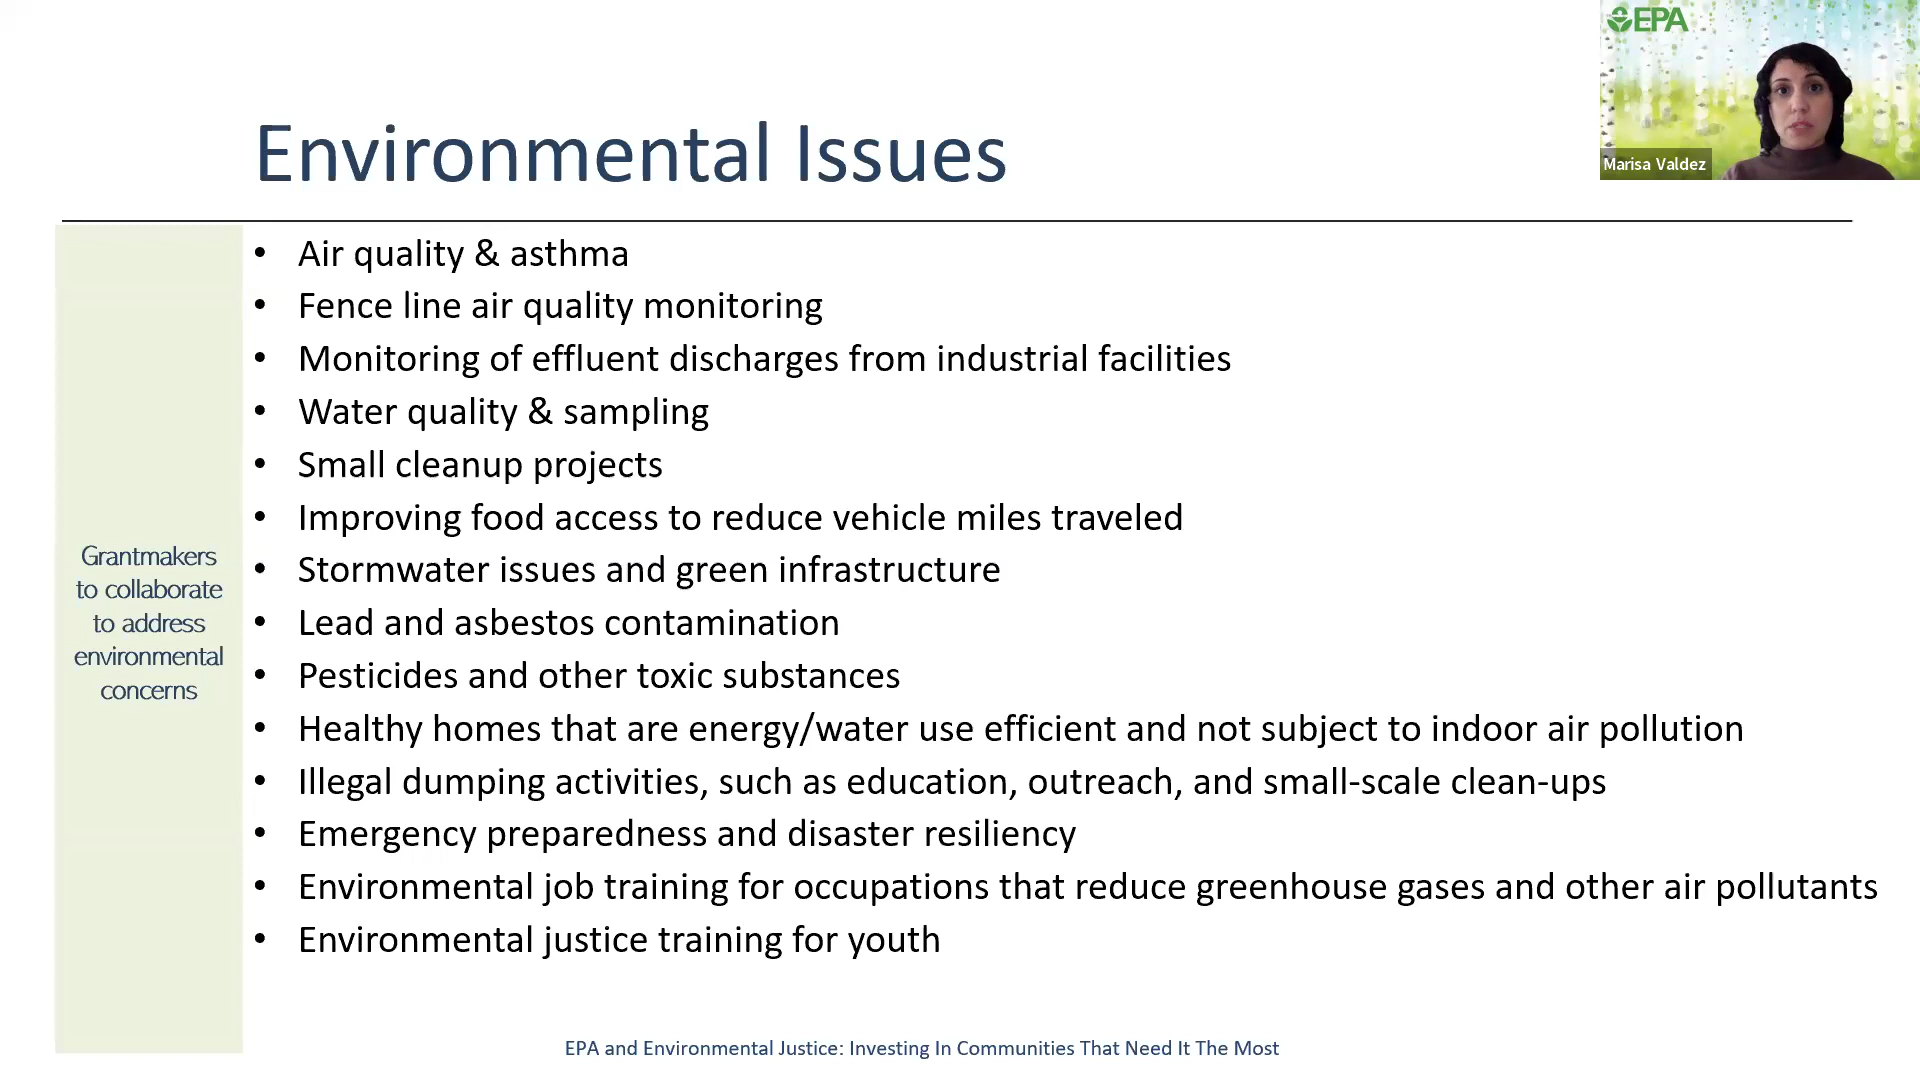 EPA
Marisa Valdez
Environmental Issues
Grantmakers
to collaborate
to address
environmental
concerns
• Air quality & asthma
• Fence line air quality monitoring
• Monitoring of effluent discharges from industrial facilities
• Water quality & sampling
• Small cleanup projects
• Improving food access to reduce vehicle miles traveled
• Stormwater issues and green infrastructure
• Lead and asbestos contamination
• Pesticides and other toxic substances
• Healthy homes that are energy/water use efficient and not subject to indoor air pollution
• Illegal dumping activities, such as education, outreach, and small-scale clean-ups
• Emergency preparedness and disaster resiliency
• Environmental job training for occupations that reduce greenhouse gases and other air pollutants
• Environmental justice training for youth
EPA and Environmental Justice: Investing In Communities That Need It The Most